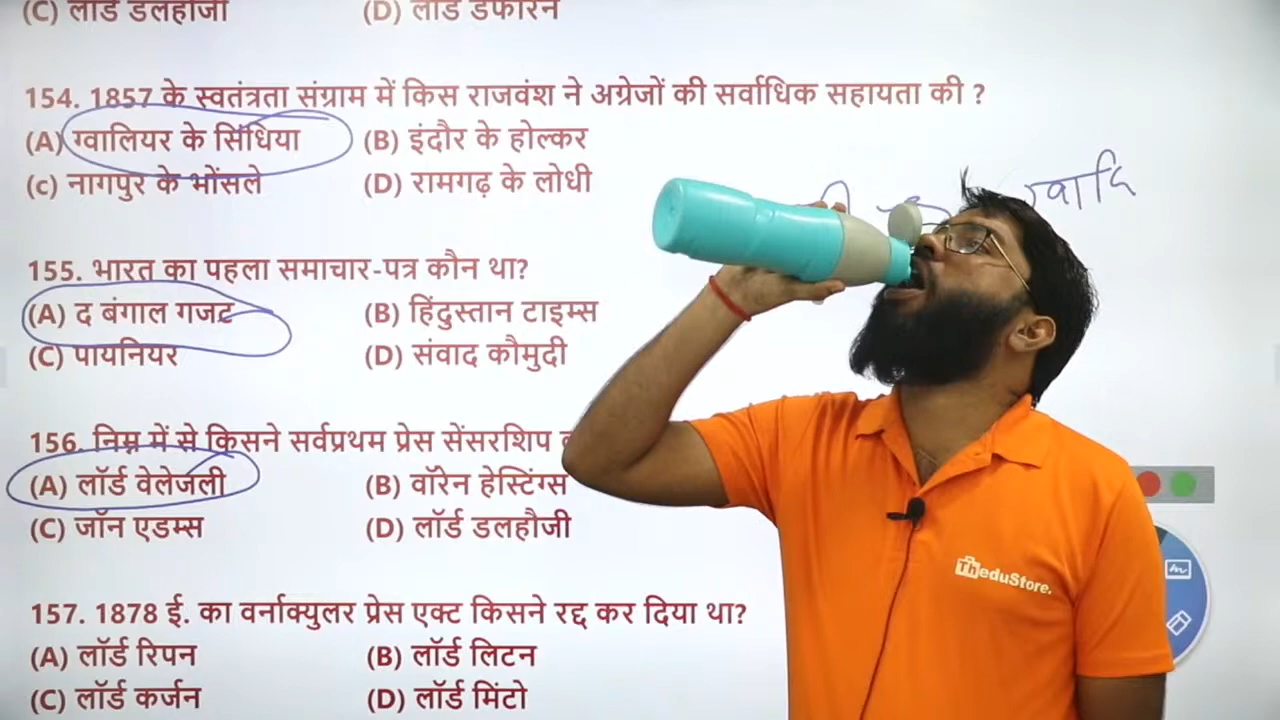 (C) लॉर्ड डलहौजी (D) लॉर्ड डफरिन
154. 1857 के स्वतंत्रता संग्राम में किस राजवंश ने अग्रेजों की सर्वाधिक सहायता की ?
(A) ग्वालियर के सिंधिया (B) इंदौर के होल्कर
(c) नागपुर के भोंसले (D) रामगढ़ के लोधी
155. भारत का पहला समाचार-पत्र कौन था?
(A) द बंगाल गजट (B) हिंदुस्तान टाइम्स
(C) पायनियर (D) संवाद कौमुदी
156. निम्न में से किसने सर्वप्रथम प्रेस सेंसरशिप
(A) लॉर्ड वेलेजली (B) वॉरेन हेस्टिंग्स
(C) जॉन एडम्स (D) लॉर्ड डलहौजी
157. 1878 ई. का वर्नाक्युलर प्रेस एक्ट किसने रद्द कर दिया था?
(A) लॉर्ड रिपन (B) लॉर्ड लिटन
(C) लॉर्ड कर्जन (D) लॉर्ड मिंटो
TheduStore.